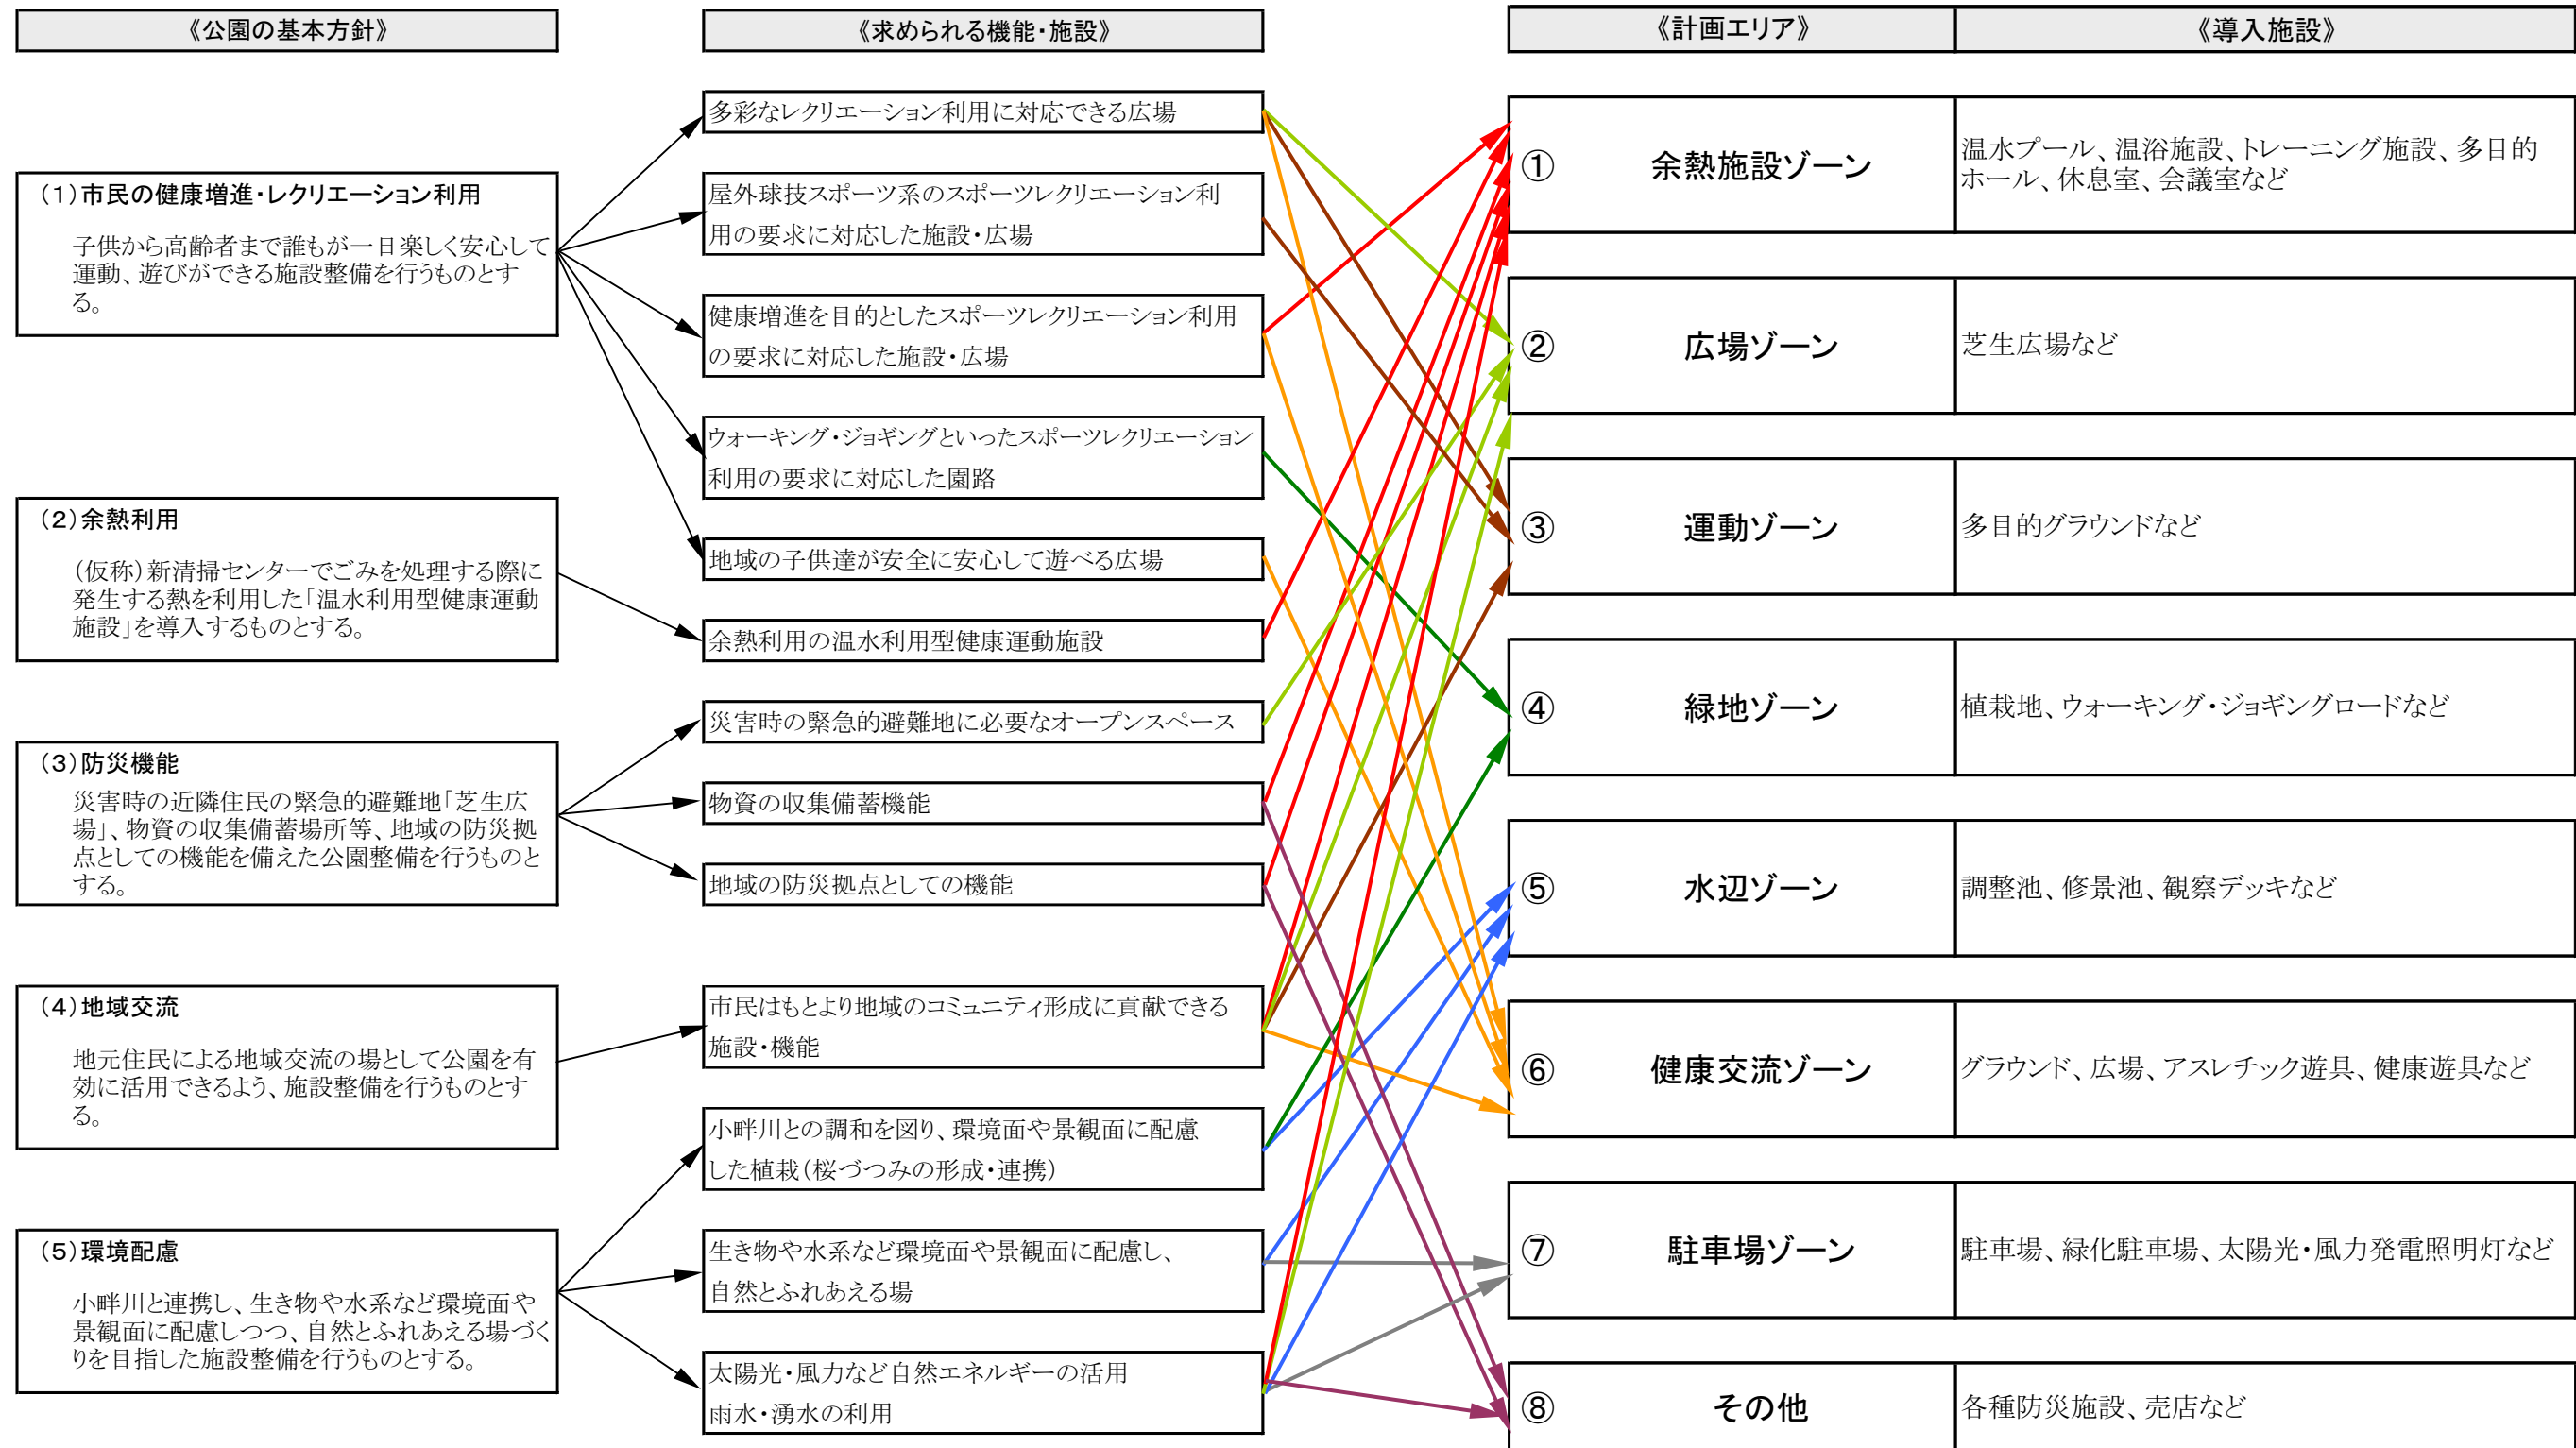 《公園の基本方針》
《求められる機能・施設》
《計画エリア》
《導入施設》
(1)市民の健康増進・レクリエーション利用
子供から高齢者まで誰もが一日楽しく安心して
運動、遊びができる施設整備を行うものとす
る。
(2)余熱利用
(仮称)新清掃センターでごみを処理する際に
発生する熱を利用した「温水利用型健康運動
施設」を導入するものとする。
(3)防災機能
災害時の近隣住民の緊急的避難地「芝生広
場」、物資の収集備蓄場所等、地域の防災拠
点としての機能を備えた公園整備を行うものと
する。
(4)地域交流
地元住民による地域交流の場として公園を有
効に活用できるよう、施設整備を行うものとす
る。
(5)環境配慮
小畔川と連携し、生き物や水系など環境面や
景観面に配慮しつつ、自然とふれあえる場づく
りを目指した施設整備を行うものとする。
多彩なレクリエーション利用に対応できる広場
屋外球技スポーツ系のスポーツレクリエーション利
用の要求に対応した施設・広場
健康増進を目的としたスポーツレクリエーション利用
の要求に対応した施設・広場
ウォーキング・ジョギングといったスポーツレクリエーション
利用の要求に対応した園路
地域の子供達が安全に安心して遊べる広場
余熱利用の温水利用型健康運動施設
災害時の緊急的避難地に必要なオープンスペース
物資の収集備蓄機能
地域の防災拠点としての機能
市民はもとより地域のコミュニティ形成に貢献できる
施設・機能
小畔川との調和を図り、環境面や景観面に配慮
した植栽(桜づつみの形成・連携)
生き物や水系など環境面や景観面に配慮し、
自然とふれあえる場
太陽光・風力など自然エネルギーの活用
雨水・湧水の利用
① 余熱施設ゾーン
温水プール、温浴施設、トレーニング施設、多目的
ホール、休息室、会議室など
② 広場ゾーン
芝生広場など
③ 運動ゾーン
多目的グラウンドなど
④ 緑地ゾーン
植栽地、ウォーキング・ジョギングロードなど
⑤ 水辺ゾーン
調整池、修景池、観察デッキなど
⑥ 健康交流ゾーン
グラウンド、広場、アスレチック遊具、健康遊具など
⑦ 駐車場ゾーン
駐車場、緑化駐車場、太陽光・風力発電照明灯など
⑧ その他
各種防災施設、売店など